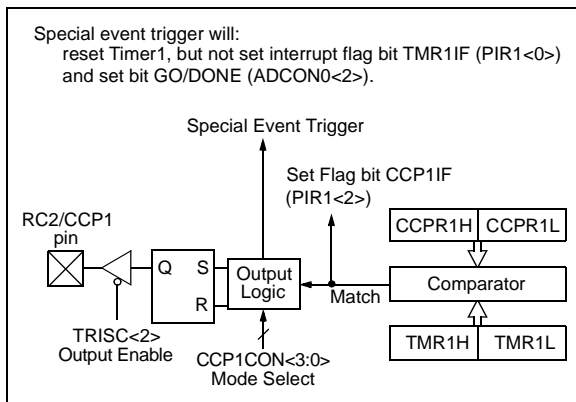 Special event trigger will:
reset Timer1, but not set interrupt flag bit TMR1IF (PIR1<0>)
and set bit GO/DONE (ADCON0<2>).
Special Event Trigger
Set Flag bit CCP1IF
(PIR1<2>)
RC2/CCP1
pin
CCPR1H CCPR1L
Q S
R
Output
Logic
Match
Comparator
TRISC<2>
Output Enable
CCP1CON<3:0>
Mode Select
TMR1H TMR1L